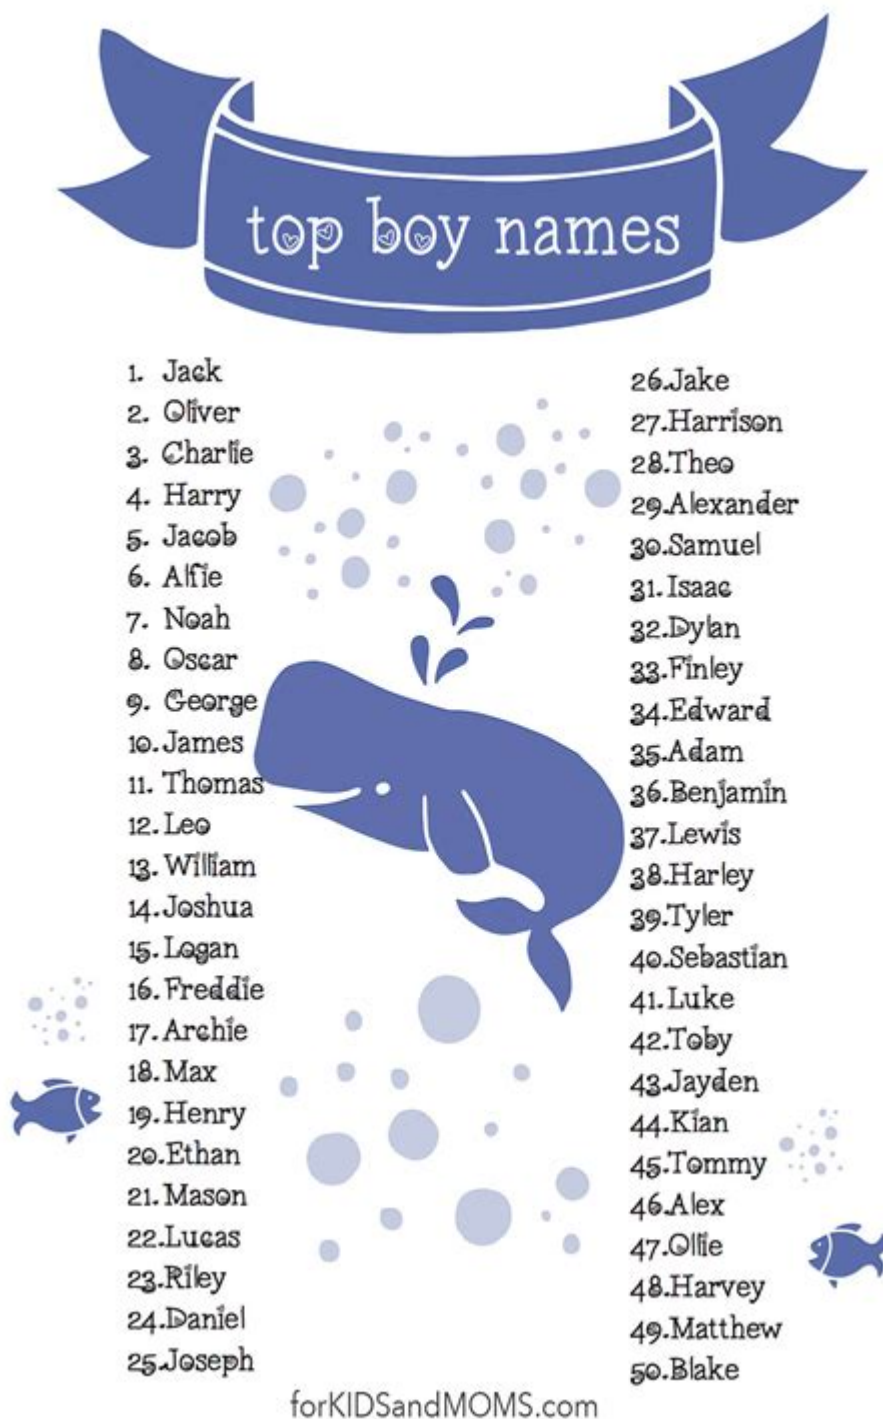 top boy names
1. Jack
2. Oliver
3. Charlie
4. Harry
5. Jacob
6. Alfie
7. Noah
8. Oscar
9. George
10. James
11. Thomas
12. Leo
13. William
14. Joshua
15. Logan
16. Freddie
17. Archie
18. Max
19. Henry
20. Ethan
21. Mason
22. Lucas
23. Riley
24. Daniel
25. Joseph
26. Jake
27. Harrison
28. Theo
29. Alexander
30. Samuel
31. Isaac
32. Dylan
33. Finley
34. Edward
35. Adam
36. Benjamin
37. Lewis
38. Harley
39. Tyler
40. Sebastian
41. Luke
42. Toby
43. Jayden
44. Kian
45. Tommy
46. Alex
47. Ollie
48. Harvey
49. Matthew
50. Blake
forKIDSandMOMS.com